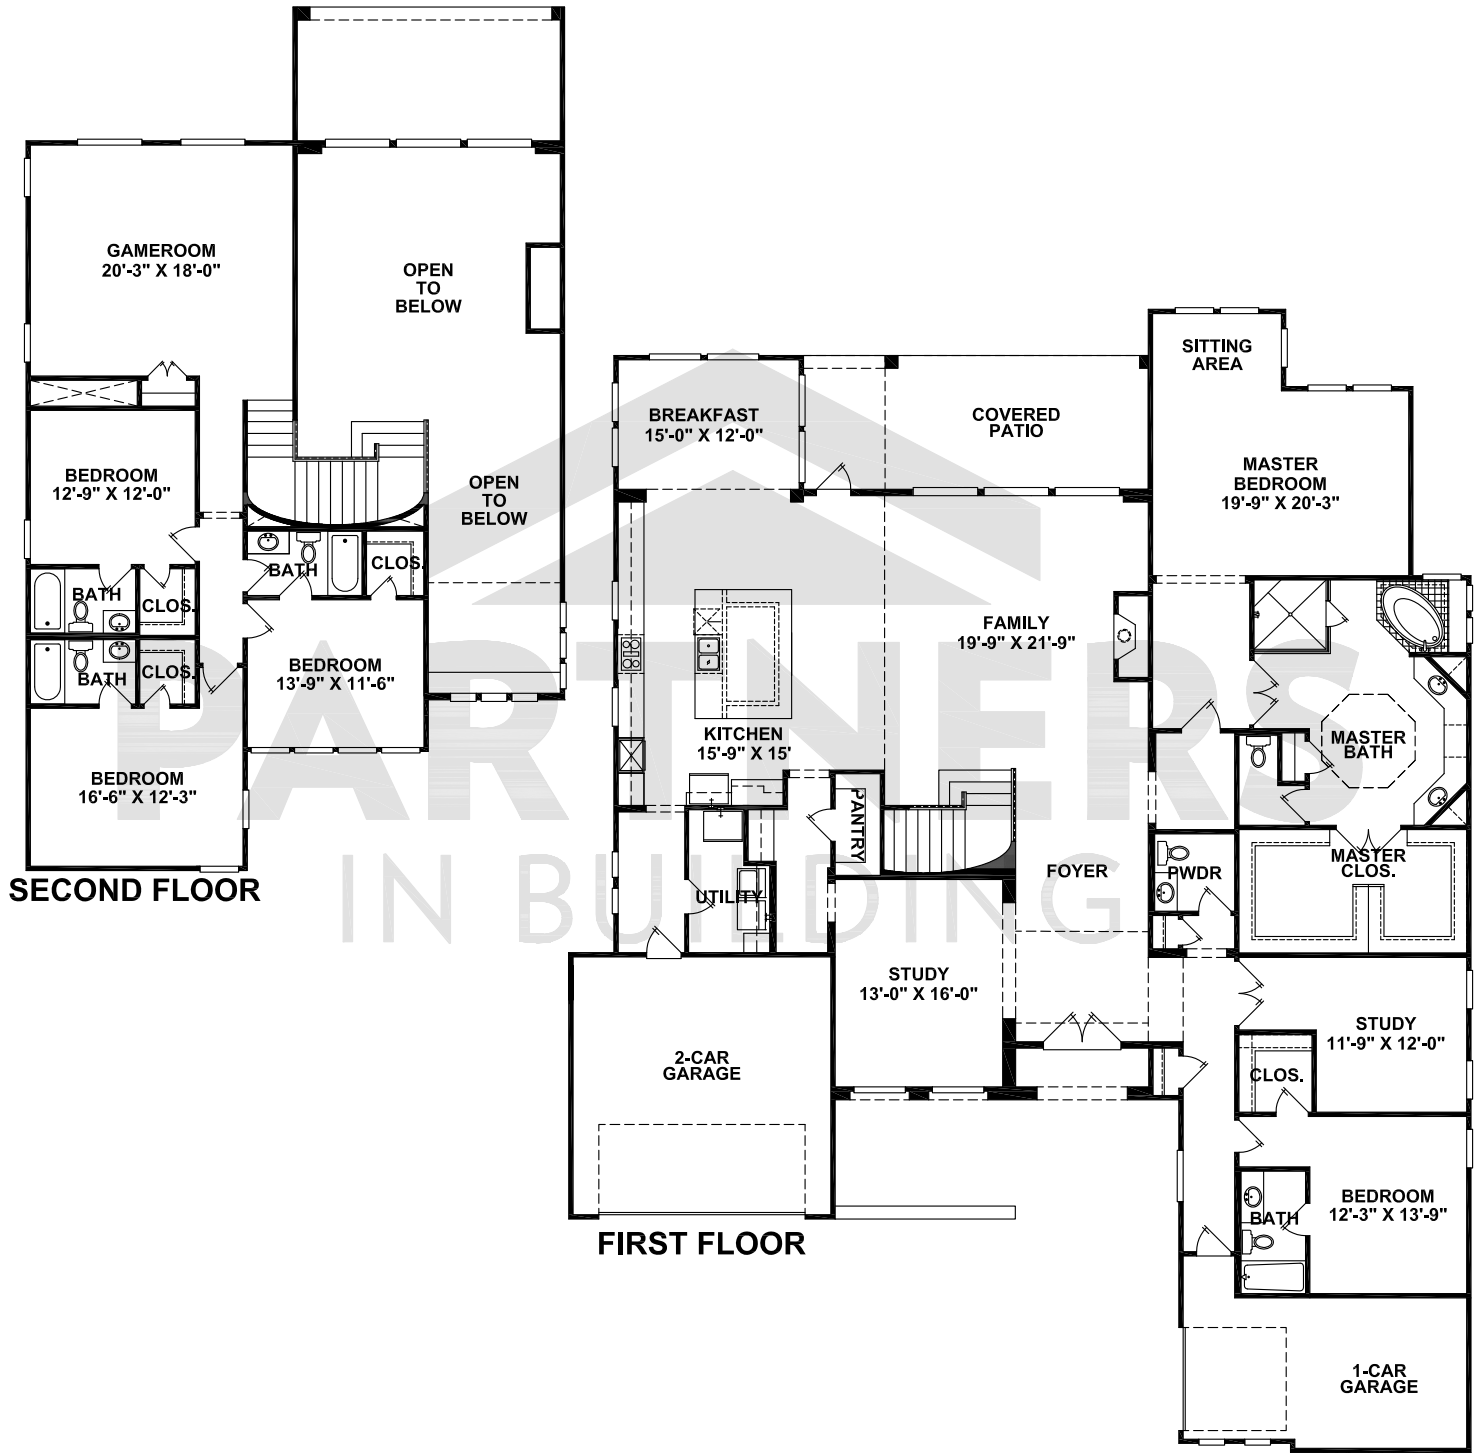 GAMEROOM
20'-3" X 18'-0"
OPEN
TO
BELOW
BEDROOM
12'-9" X 12'-0"
OPEN
TO
BELOW
BATH
CLOS.
BATH
CLOS.
BATH
CLOS.
BEDROOM
13'-9" X 11'-6"
BEDROOM
16'-6" X 12'-3"
SECOND FLOOR
SITTING
AREA
BREAKFAST
15'-0" X 12'-0"
COVERED
PATIO
MASTER
BEDROOM
19'-9" X 20'-3"
FAMILY
19'-9" X 21'-9"
KITCHEN
15'-9" X 15'
MASTER
BATH
PANTRY
MASTER
CLOS.
FOYER
PWDR
UTILITY
STUDY
13'-0" X 16'-0"
STUDY
11'-9" X 12'-0"
2-CAR
GARAGE
CLOS.
BEDROOM
12'-3" X 13'-9"
BATH
FIRST FLOOR
1-CAR
GARAGE
PARTNERS
IN BUILDING